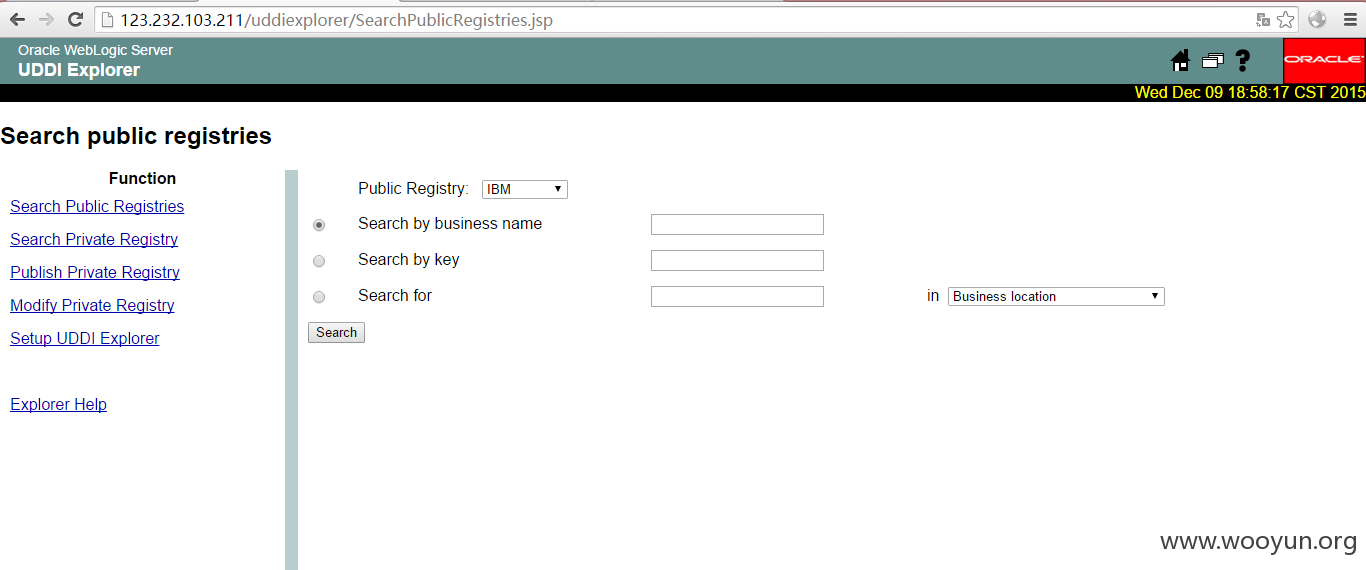 123.232.103.211/uddiexplorer/SearchPublicRegistries.jsp
Oracle WebLogic Server
UDDI Explorer
ORACLE
Wed Dec 09 18:58:17 CST 2015
Search public registries
Function
Search Public Registries
Search Private Registry
Publish Private Registry
Modify Private Registry
Setup UDDI Explorer
Explorer Help
Public Registry: IBM
Search by business name
Search by key
Search for in Business location
Search
www.wooyun.org